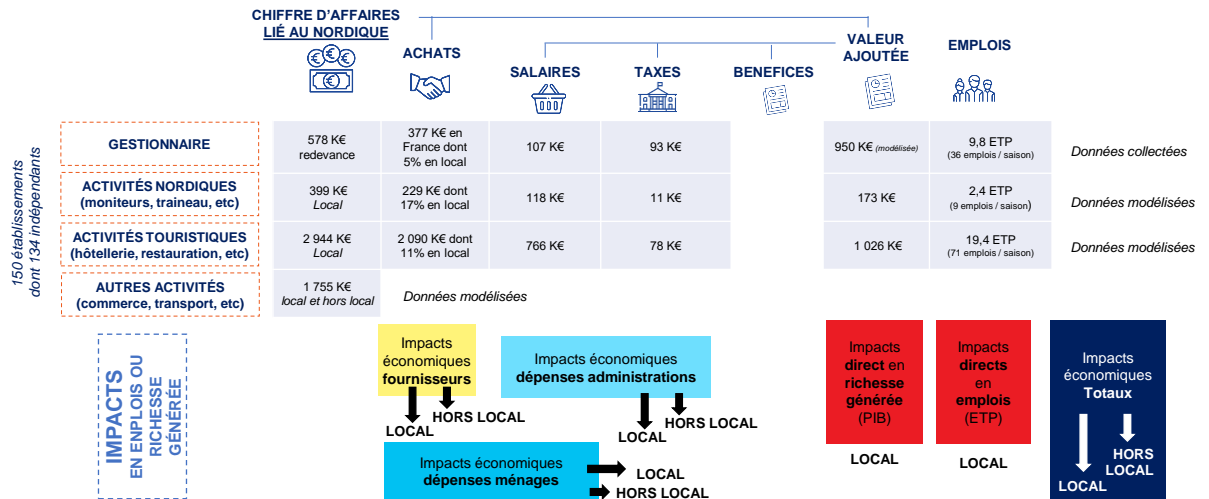 CHIFFRE D'AFFAIRES
LIÉ AU NORDIQUE
ACHATS
SALAIRES
TAXES
BENEFICES
VALEUR
AJOUTÉE
EMPLOIS
150 établissements
dont 134 indépendants
GESTIONNAIRE
578 K€
redevance
377 K€ en
France dont
5% en local
107 K€
93 K€
950 K€ (modélisée)
9,8 ETP
(36 emplois / saison)
Données collectées
ACTIVITÉS NORDIQUES
(moniteurs, traineau, etc)
399 K€
Local
229 K€ dont
17% en local
118 K€
11 K€
173 K€
2,4 ETP
(9 emplois / saison)
Données modélisées
ACTIVITÉS TOURISTIQUES
(hôtellerie, restauration, etc)
2 944 K€
Local
2 090 K€ dont
11% en local
766 K€
78 K€
1 026 K€
19,4 ETP
(71 emplois / saison)
Données modélisées
AUTRES ACTIVITÉS
(commerce, transport, etc)
1 755 K€
local et hors local
Données modélisées
IMPACTS
EN ENPLOIS OU
RICHESSE
GÉNÉRÉE
Impacts
économiques
fournisseurs
LOCAL
HORS LOCAL
Impacts économiques
dépenses administrations
LOCAL
HORS LOCAL
Impacts économiques
dépenses ménages
LOCAL
HORS LOCAL
Impacts
direct en
richesse
générée
(PIB)
LOCAL
Impacts
directs
en
emplois
(ETP)
LOCAL
Impacts
économiques
Totaux
HORS
LOCAL
LOCAL